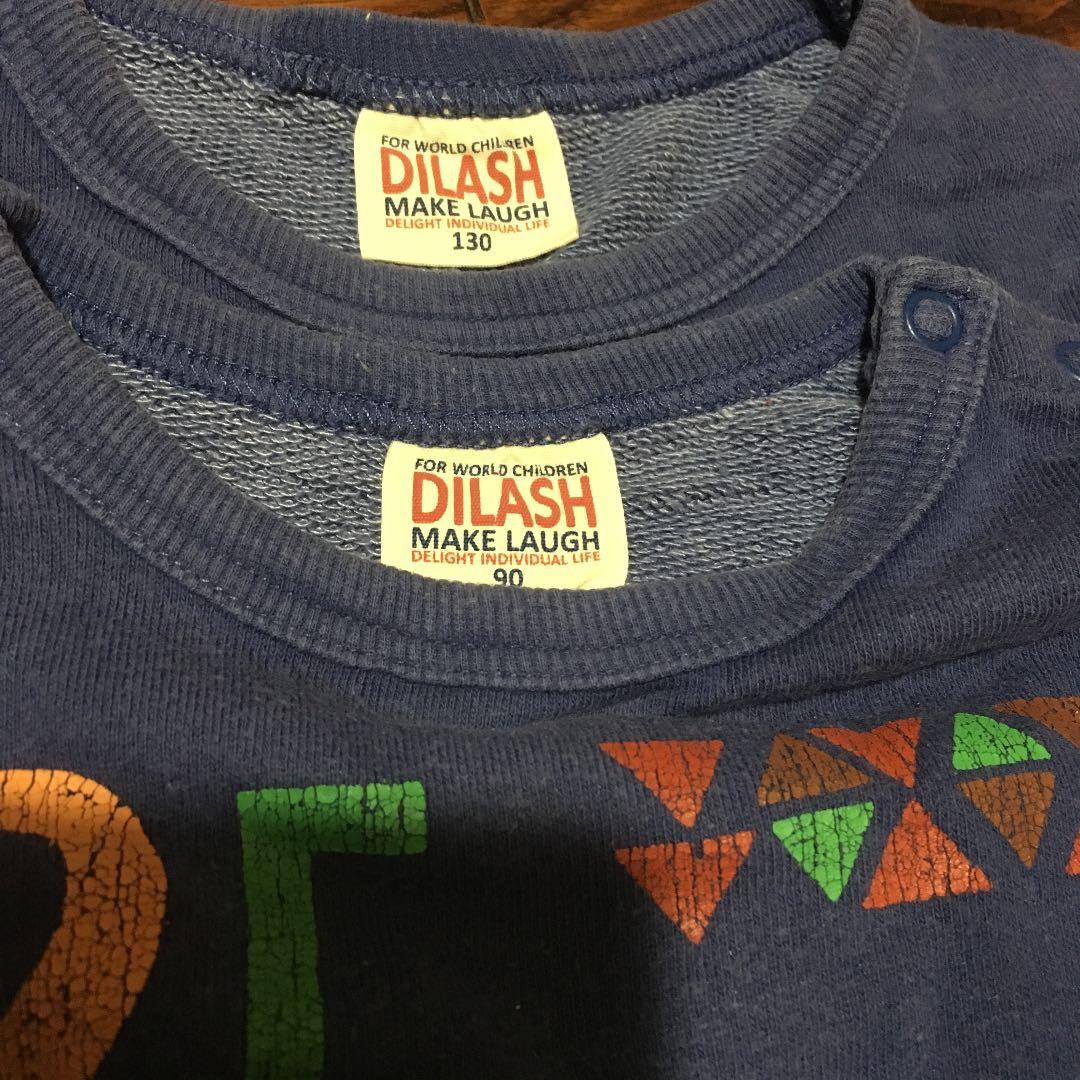 FOR WORLD CHILDREN
DILASH
MAKE LAUGH
DELIGHT INDIVIDUAL LIFE
130
FOR WORLD CHILDREN
DILASH
MAKE LAUGH
DELIGHT INDIVIDUAL LIFE
90